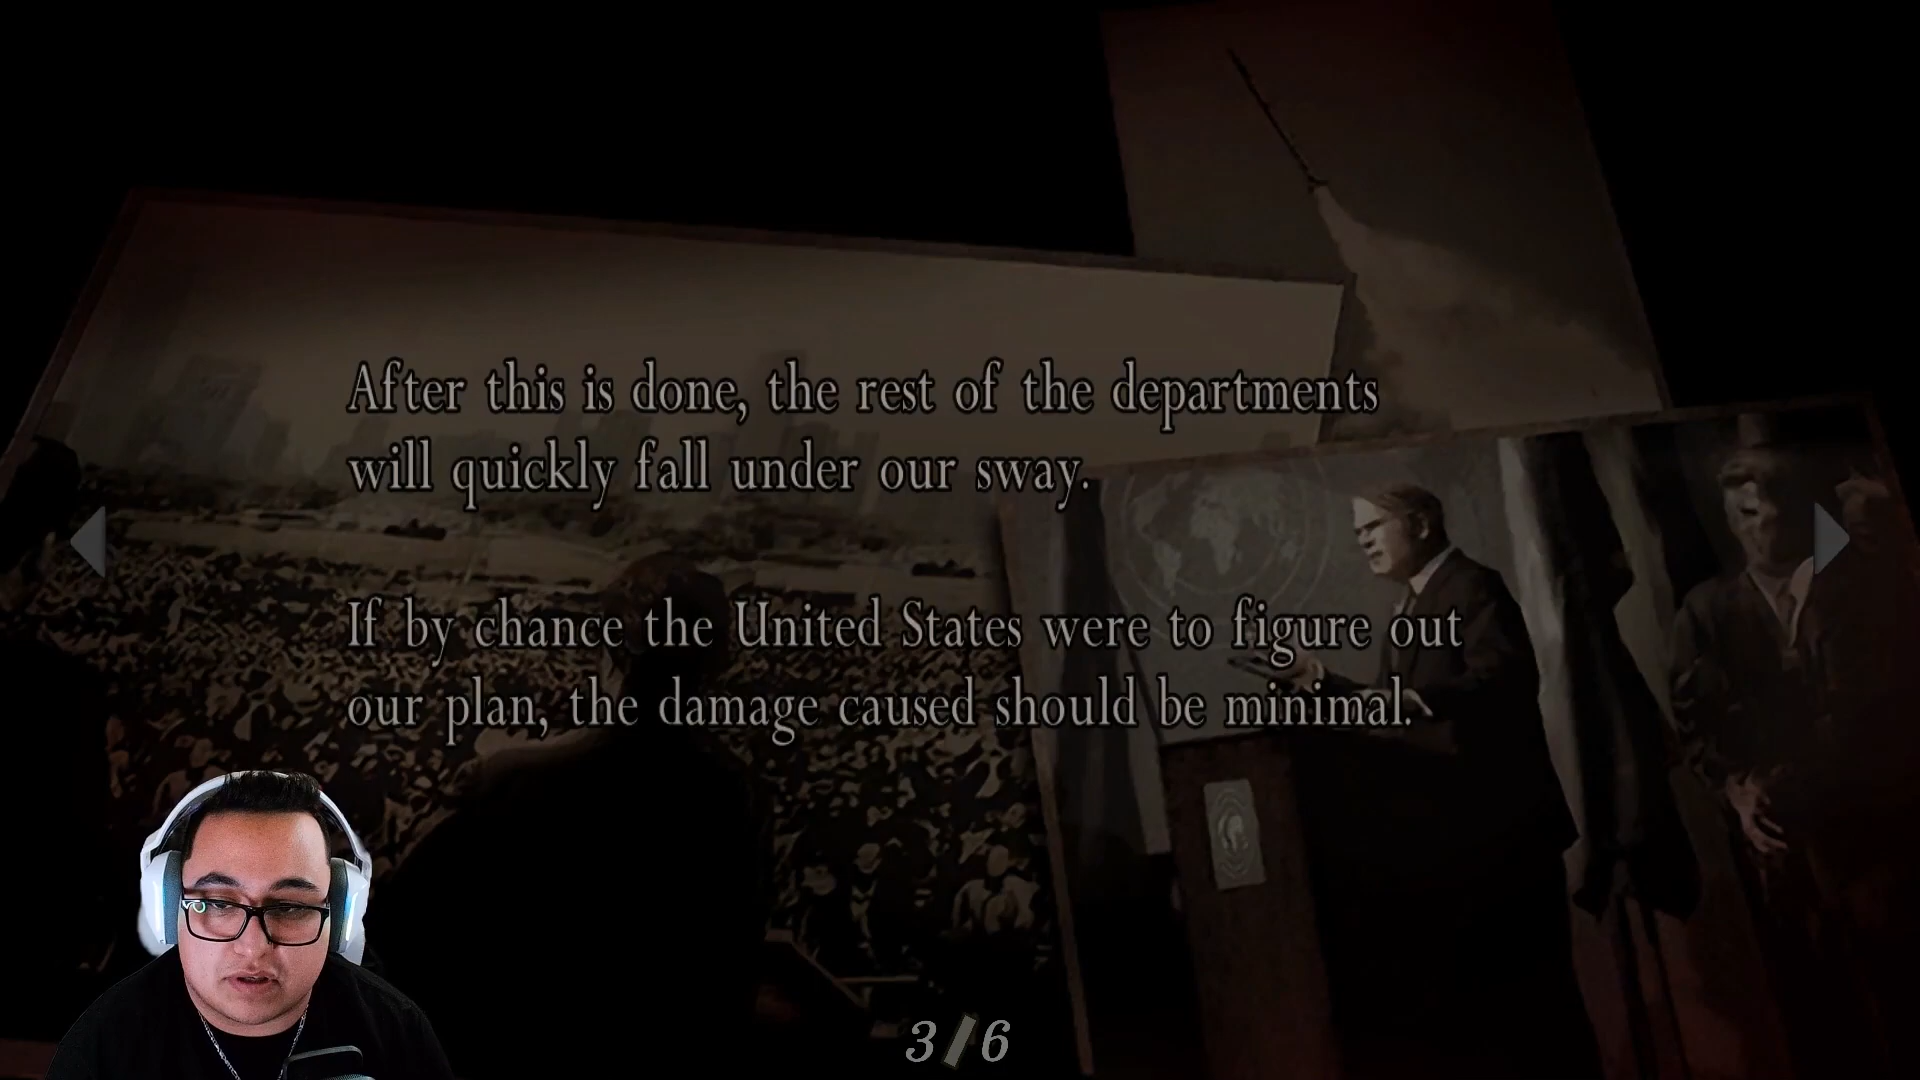 After this is done, the rest of the departments
will quickly fall under our sway.
If by chance the United States were to figure out
our plan, the damage caused should be minimal.
3/6